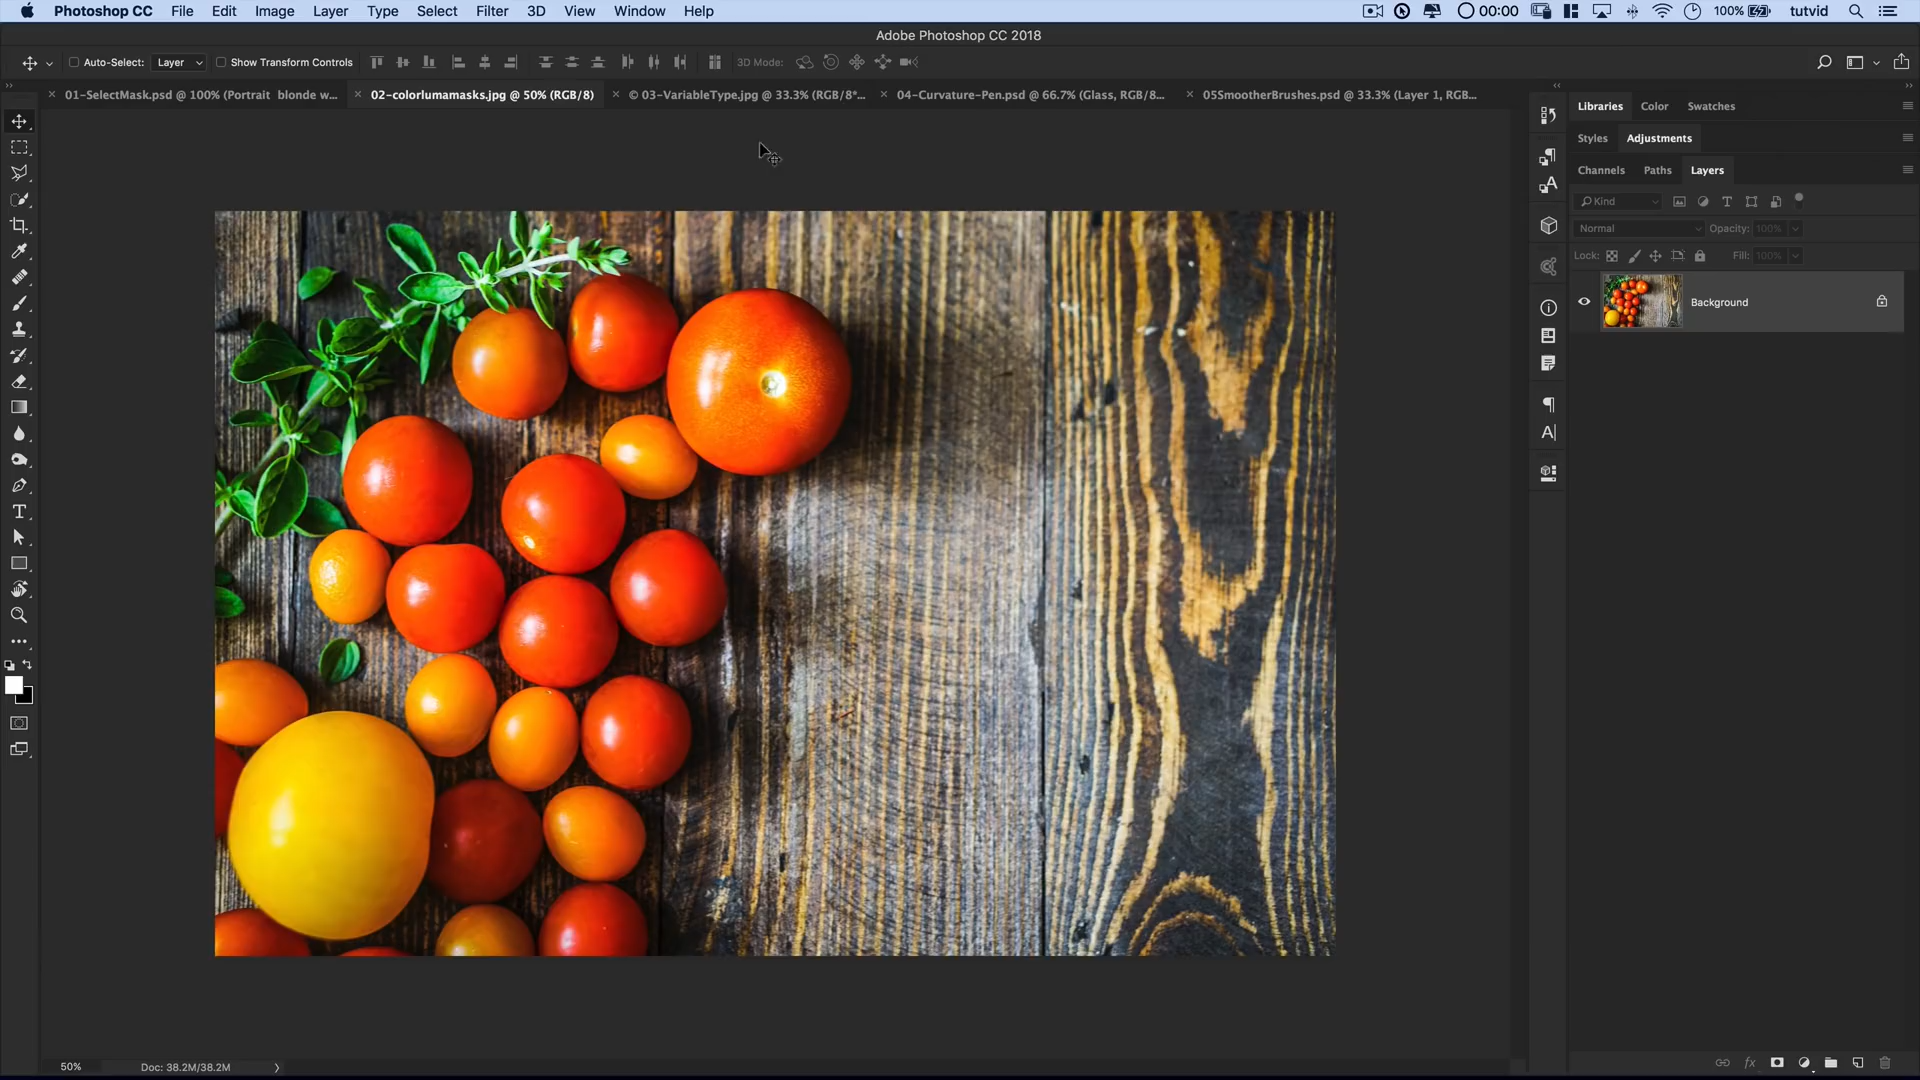 Photoshop CC File Edit Image Layer Type Select Filter 3D View Window Help 00:00 100% tutvid
Adobe Photoshop CC 2018
Auto-Select: Layer Show Transform Controls 3D Mode:
01-SelectMask.psd @ 100% (Portrait blonde w... 02-colorlumamasks.jpg @ 50% (RGB/8) © 03-VariableType.jpg @ 33.3% (RGB/8*... 04-Curvature-Pen.psd @ 66.7% (Glass, RGB/8... 05SmootherBrushes.psd @ 33.3% (Layer 1, RGB...
Libraries Color Swatches
Styles Adjustments
Channels Paths Layers
Kind
Normal Opacity: 100%
Lock: Fill: 100%
Background
50% Doc: 38.2M/38.2M